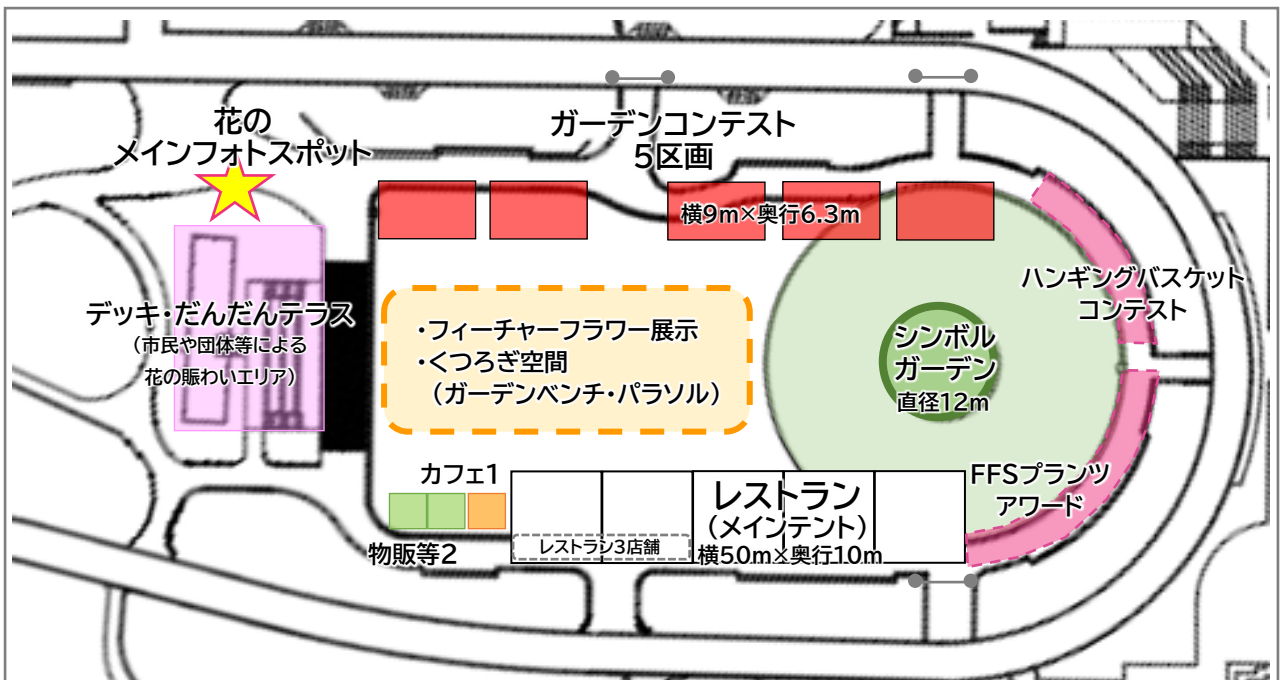 花の
メインフォトスポット
ガーデンコンテスト
5区画
横9m×奥行6.3m
ハンギングバスケット
コンテスト
デッキ・だんだんテラス
(市民や団体等による
花の賑わいエリア)
・フィーチャーフラワー展示
・くつろぎ空間
(ガーデンベンチ・パラソル)
シンボル
ガーデン
直径12m
カフェ1
物販等2
レストラン
(メインテント)
横50m×奥行10m
レストラン3店舗
FFSプランツ
アワード